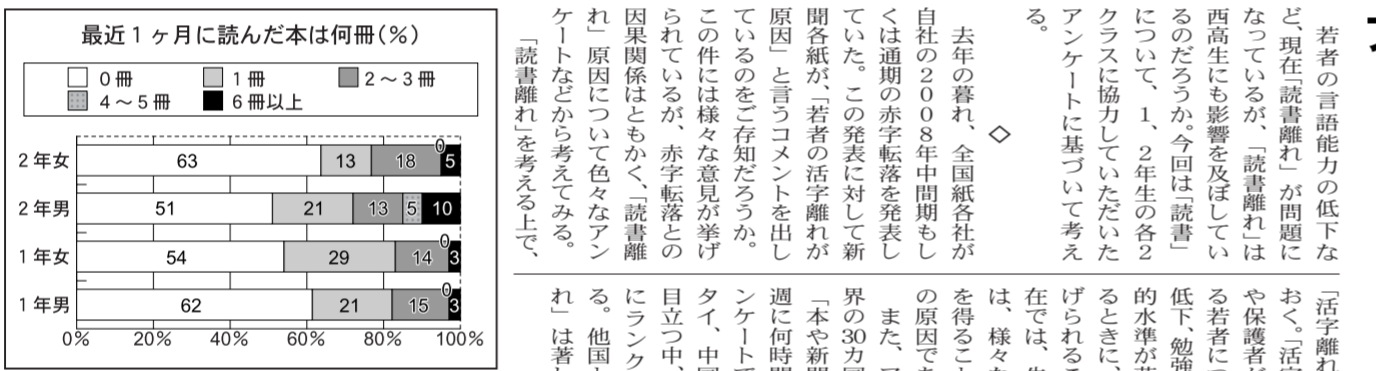 最近1ヶ月に読んだ本は何冊(%)
0冊
1冊
2〜3冊
4〜5冊
6冊以上
2年女
63
13
18
0
5
2年男
51
21
13
5
10
1年女
54
29
14
0
3
1年男
62
21
15
0
3
0%
20%
40%
60%
80%
100%
若者の言語能力の低下な
ど、現在「読書離れ」が問題に
なっているが、「読書離れ」は
西高生にも影響を及ぼしてい
るのだろうか。今回は「読書」
について、1、2年生の各2
クラスに協力していただいた
アンケートに基づいて考え
る。
◇
去年の暮れ、全国紙各社が
自社の2008年中間期もし
くは通期の赤字転落を発表し
ていた。この発表に対して新
聞各紙が、「若者の活字離れが
原因」と言うコメントを出し
ているのをご存知だろうか。
この件には様々な意見が挙げ
られているが、赤字転落との
因果関係はともかく、「読書離
れ」原因について色々なアン
ケートなどから考えてみる。
「読書離れ」を考える上で、
「活字離れ
おく。「活字
や保護者が
る若者につ
低下、勉強
的水準が
るときに、
げられるこ
在では、
は、様々な
を得ること
の原因であ
また、
界の30カ国
「本や新聞
週に何時間
ンケートで
タイ、中国
目立つ中、
にランク
る。他国
れ」は著し